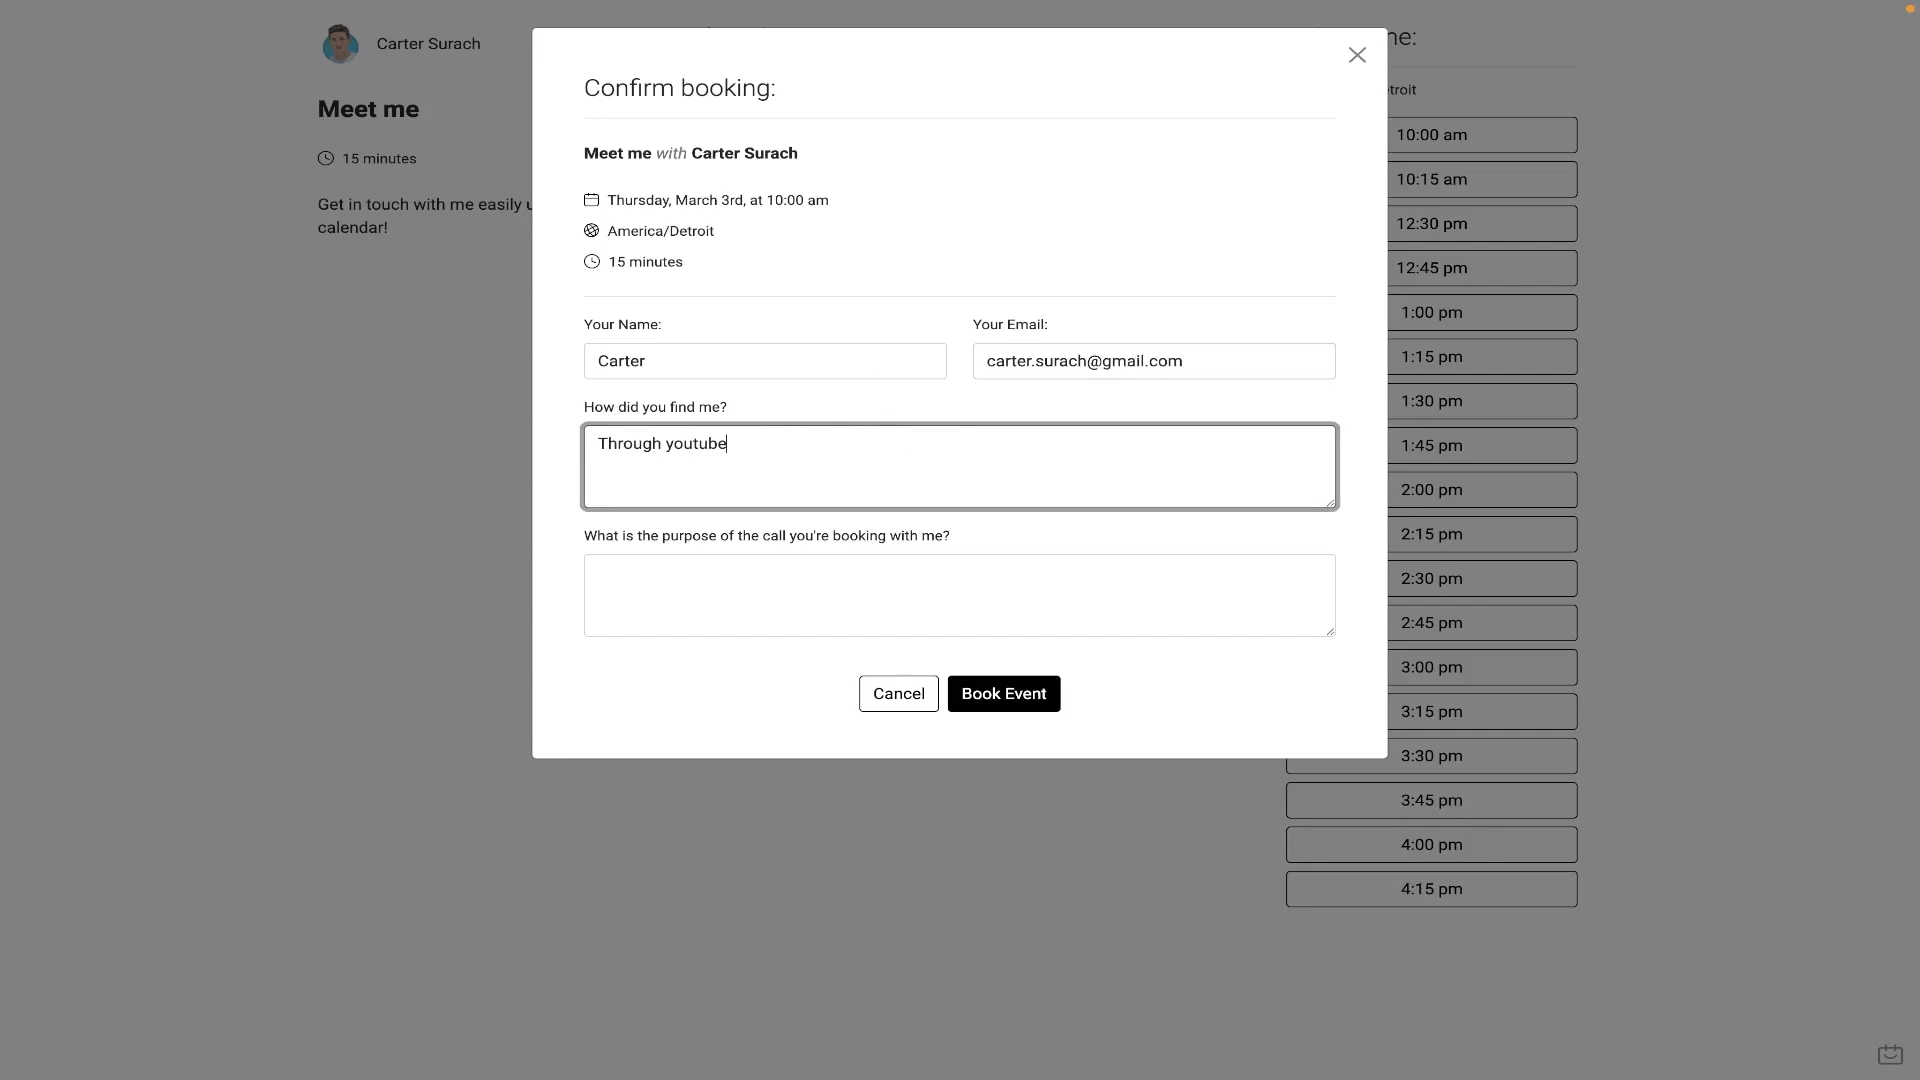 Carter Surach
Meet me
15 minutes
Get in touch with me easily
calendar!
Confirm booking:
Meet me with Carter Surach
Thursday, March 3rd, at 10:00 am
America/Detroit
15 minutes
Your Name:
Your Email:
Carter
carter.surach@gmail.com
How did you find me?
Through youtube
What is the purpose of the call you're booking with me?
Cancel
Book Event
me:
troit
10:00 am
10:15 am
12:30 pm
12:45 pm
1:00 pm
1:15 pm
1:30 pm
1:45 pm
2:00 pm
2:15 pm
2:30 pm
2:45 pm
3:00 pm
3:15 pm
3:30 pm
3:45 pm
4:00 pm
4:15 pm